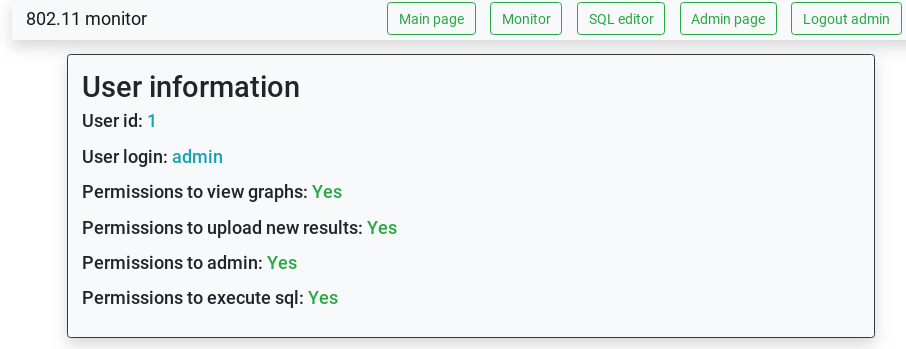 802.11 monitor Main page Monitor SQL editor Admin page Logout admin
User information
User id: 1
User login: admin
Permissions to view graphs: Yes
Permissions to upload new results: Yes
Permissions to admin: Yes
Permissions to execute sql: Yes